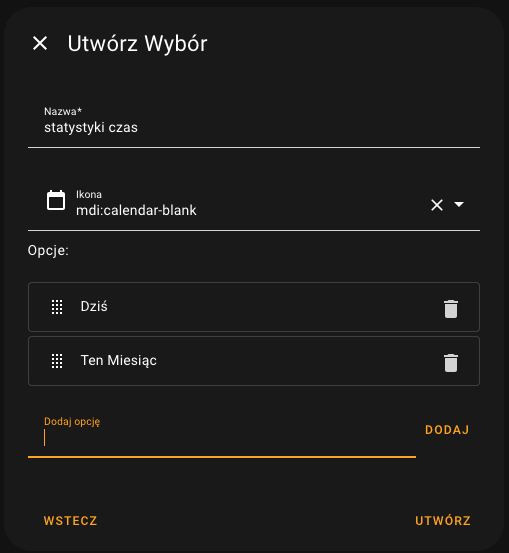 Utwórz Wybór
Nazwa*
statystyki czas
Ikona
mdi:calendar-blank
Opcje:
Dziś
Ten Miesiąc
Dodaj opcję
DODAJ
WSTECZ
UTWÓRZ